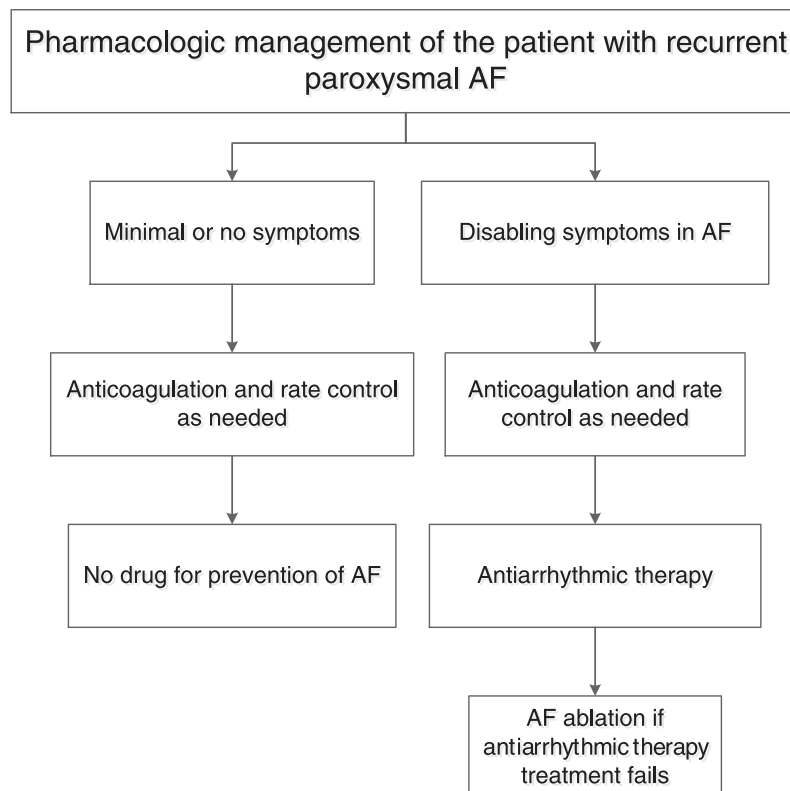 Pharmacologic management of the patient with recurrent
paroxysmal AF
Minimal or no symptoms
Disabling symptoms in AF
Anticoagulation and rate control
as needed
Anticoagulation and rate
control as needed
No drug for prevention of AF
Antiarrhythmic therapy
AF ablation if
antiarrhythmic therapy
treatment fails